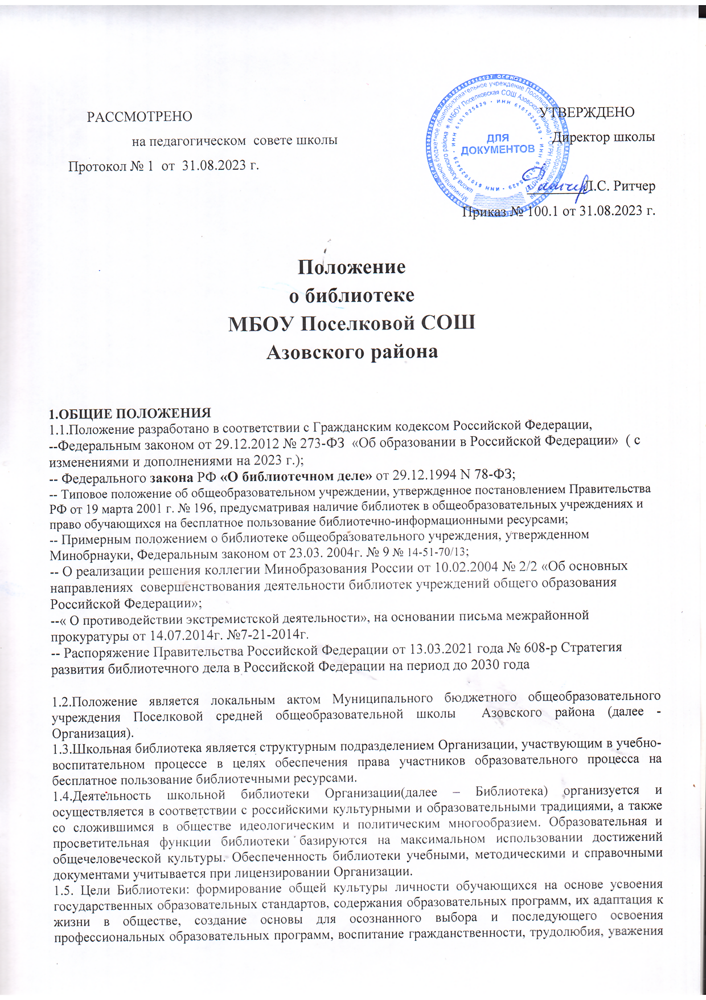 РАССМОТРЕНО
на педагогическом совете школы
Протокол № 1 от 31.08.2023 г.
УТВЕРЖДЕНО
Директор школы
Л.С. Ритчер
Приказ № 100.1 от 31.08.2023 г.
ДЛЯ
ДОКУМЕНТОВ
Положение
о библиотеке
МБОУ Поселковой СОШ
Азовского района
1.ОБЩИЕ ПОЛОЖЕНИЯ
1.1.Положение разработано в соответствии с Гражданским кодексом Российской Федерации,
--Федеральным законом от 29.12.2012 № 273-ФЗ «Об образовании в Российской Федерации» ( с
изменениями и дополнениями на 2023 г.);
-- Федерального закона РФ «О библиотечном деле» от 29.12.1994 N 78-ФЗ;
-- Типовое положение об общеобразовательном учреждении, утвержденное постановлением Правительства
РФ от 19 марта 2001 г. № 196, предусматривая наличие библиотек в общеобразовательных учреждениях и
право обучающихся на бесплатное пользование библиотечно-информационными ресурсами;
-- Примерным положением о библиотеке общеобразовательного учреждения, утвержденном
Минобрнауки, Федеральным законом от 23.03. 2004г. № 9 № 14-51-70/13;
-- О реализации решения коллегии Минобразования России от 10.02.2004 № 2/2 «Об основных
направлениях совершенствования деятельности библиотек учреждений общего образования
Российской Федерации»;
--« О противодействии экстремистской деятельности», на основании письма межрайонной
прокуратуры от 14.07.2014г. №7-21-2014г.
-- Распоряжение Правительства Российской Федерации от 13.03.2021 года № 608-р Стратегия
развития библиотечного дела в Российской Федерации на период до 2030 года
1.2.Положение является локальным актом Муниципального бюджетного общеобразовательного
учреждения Поселковой средней общеобразовательной школы Азовского района (далее -
Организация).
1.3.Школьная библиотека является структурным подразделением Организации, участвующим в учебно-
воспитательном процессе в целях обеспечения права участников образовательного процесса на
бесплатное пользование библиотечными ресурсами.
1.4.Деятельность школьной библиотеки Организации(далее – Библиотека) организуется и
осуществляется в соответствии с российскими культурными и образовательными традициями, а также
со сложившимся в обществе идеологическим и политическим многообразием. Образовательная и
просветительная функции библиотеки базируются на максимальном использовании достижений
общечеловеческой культуры. Обеспеченность библиотеки учебными, методическими и справочными
документами учитывается при лицензировании Организации.
1.5. Цели Библиотеки: формирование общей культуры личности обучающихся на основе усвоения
государственных образовательных стандартов, содержания образовательных программ, их адаптация к
жизни в обществе, создание основы для осознанного выбора и последующего освоения
профессиональных образовательных программ, воспитание гражданственности, трудолюбия, уважения